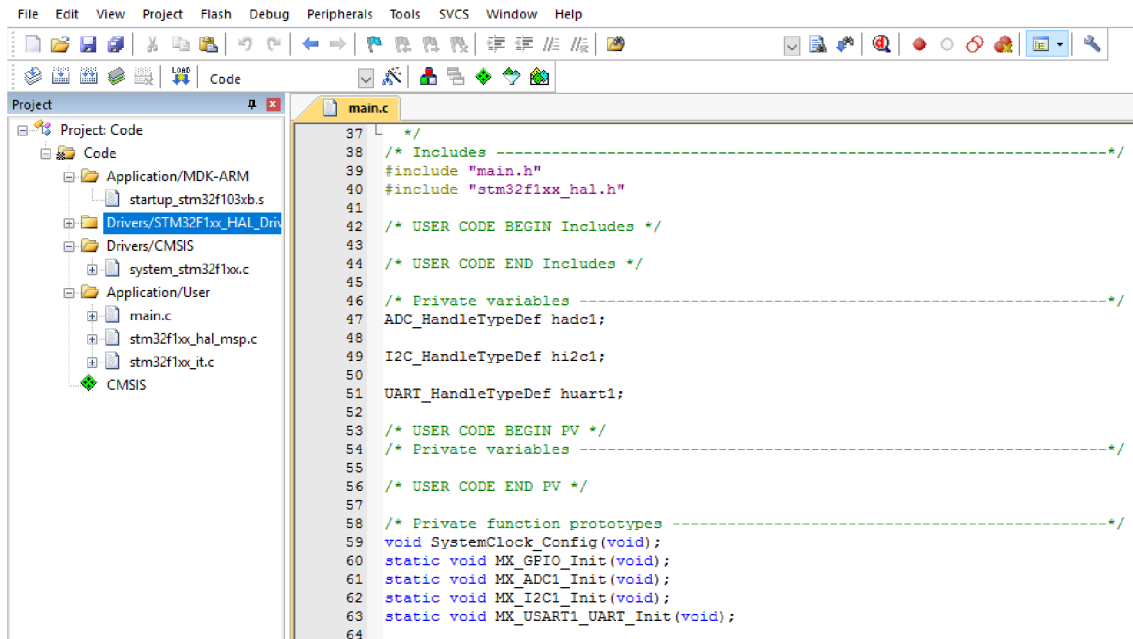 File Edit View Project Flash Debug Peripherals Tools SVCS Window Help
LOAD
Code
Project
Project: Code
Code
Application/MDK-ARM
startup_stm32f103xb.s
Drivers/STM32F1xx_HAL_Driv
Drivers/CMSIS
system_stm32f1xx.c
Application/User
main.c
stm32f1xx_hal_msp.c
stm32f1xx_it.c
CMSIS
main.c
37 */
38 /* Includes ------------------------------------------------------------------*/
39 #include "main.h"
40 #include "stm32f1xx_hal.h"
41
42 /* USER CODE BEGIN Includes */
43
44 /* USER CODE END Includes */
45
46 /* Private variables ---------------------------------------------------------*/
47 ADC_HandleTypeDef hadc1;
48
49 I2C_HandleTypeDef hi2c1;
50
51 UART_HandleTypeDef huart1;
52
53 /* USER CODE BEGIN PV */
54 /* Private variables ---------------------------------------------------------*/
55
56 /* USER CODE END PV */
57
58 /* Private function prototypes -----------------------------------------------*/
59 void SystemClock_Config(void);
60 static void MX_GPIO_Init(void);
61 static void MX_ADC1_Init(void);
62 static void MX_I2C1_Init(void);
63 static void MX_USART1_UART_Init(void);
64